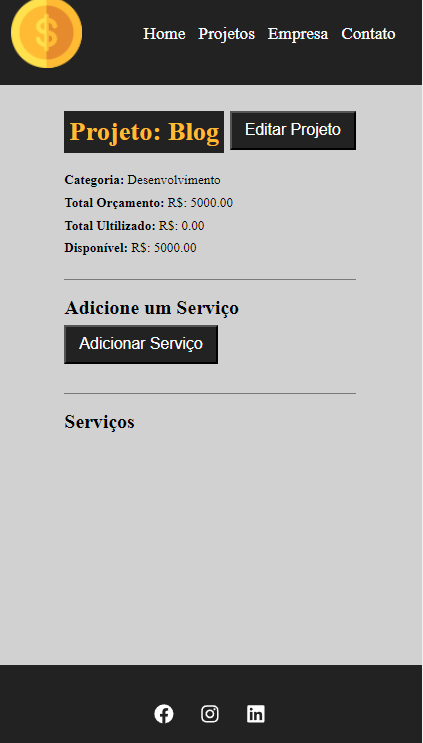 $
Home Projetos Empresa Contato
Projeto: Blog Editar Projeto
Categoria: Desenvolvimento
Total Orçamento: R$: 5000.00
Total Ultilizado: R$: 0.00
Disponível: R$: 5000.00
Adicione um Serviço
Adicionar Serviço
Serviços